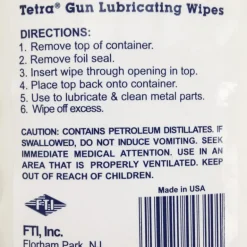 Tetra® Gun Lubricating Wipes
DIRECTIONS:
1. Remove top of container.
2. Remove foil seal.
3. Insert wipe through opening in top.
4. Place top back onto container.
5. Use to lubricate & clean metal parts.
6. Wipe off excess.
CAUTION: CONTAINS PETROLEUM DISTILLATES. IF
SWALLOWED, DO NOT INDUCE VOMITING. SEEK
IMMEDIATE MEDICAL ATTENTION. USE IN AN
AREA THAT IS PROPERLY VENTILATED. KEEP
OUT OF REACH OF CHILDREN.
Made in USA
FTI
FTI, Inc.
Florham Park, NJ